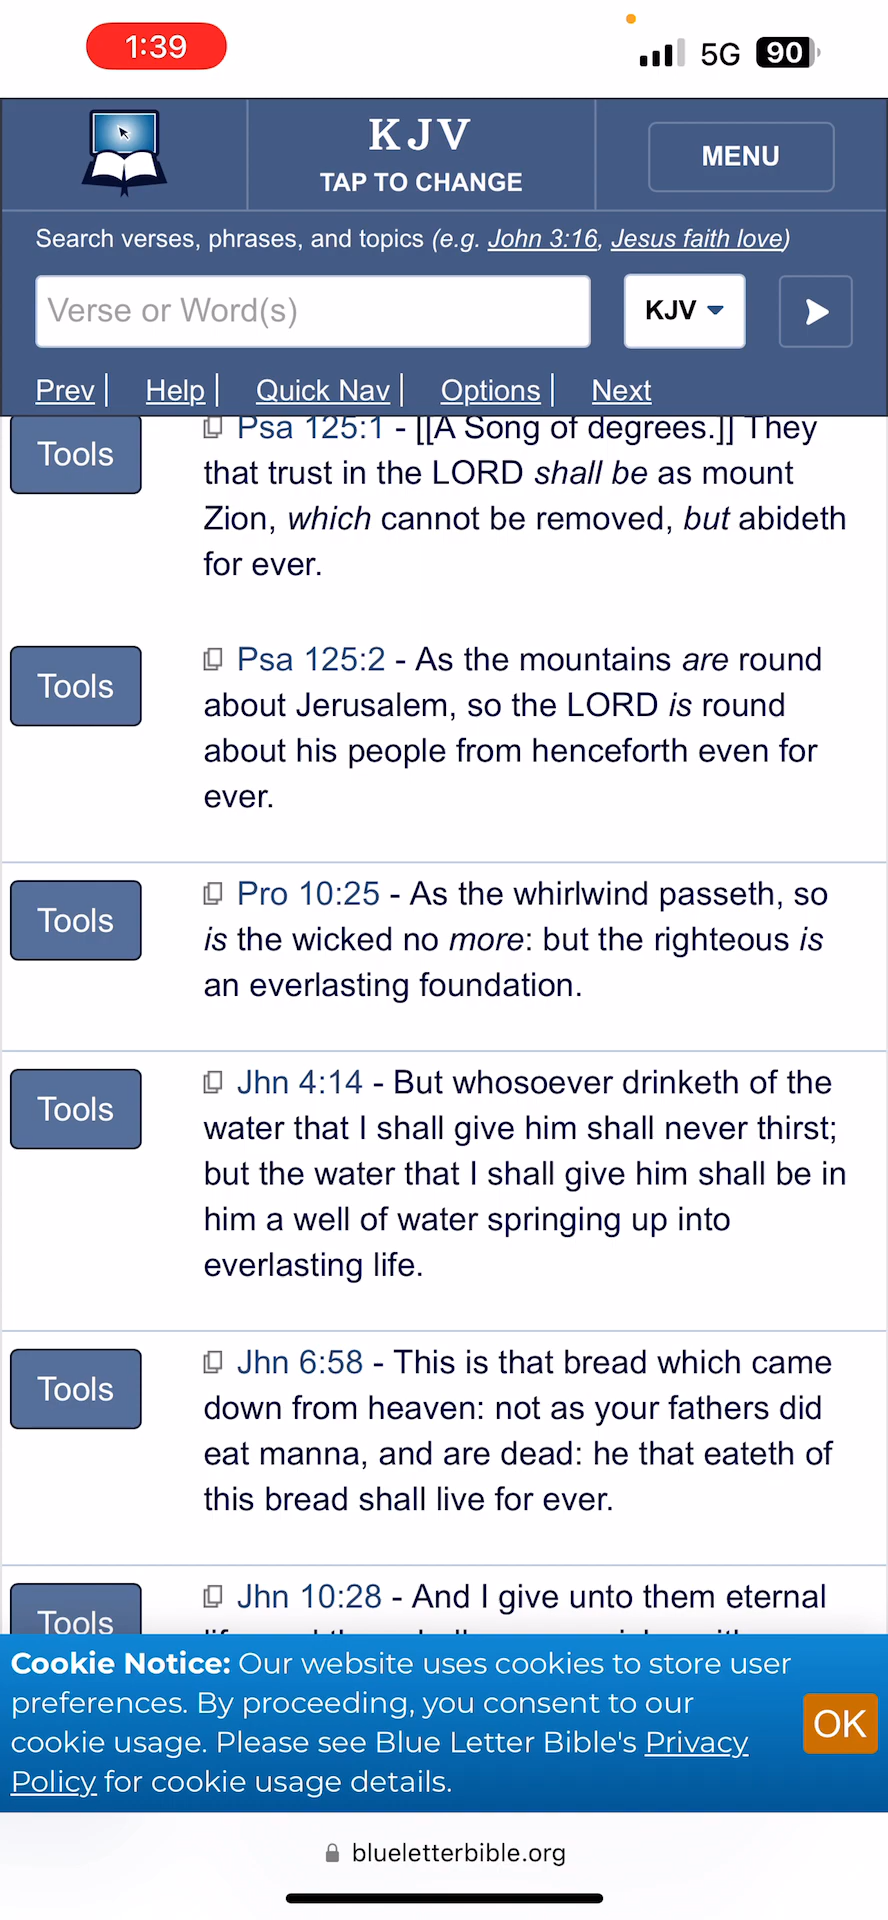 1:39
5G 90
KJV
TAP TO CHANGE
MENU
Search verses, phrases, and topics (e.g. John 3:16, Jesus faith love)
Verse or Word(s)
KJV
Prev | Help | Quick Nav | Options | Next
Tools
Psa 125:1 - [[A Song of degrees.]] They
that trust in the LORD shall be as mount
Zion, which cannot be removed, but abideth
for ever.
Tools
Psa 125:2 - As the mountains are round
about Jerusalem, so the LORD is round
about his people from henceforth even for
ever.
Tools
Pro 10:25 - As the whirlwind passeth, so
is the wicked no more: but the righteous is
an everlasting foundation.
Tools
Jhn 4:14 - But whosoever drinketh of the
water that I shall give him shall never thirst;
but the water that I shall give him shall be in
him a well of water springing up into
everlasting life.
Tools
Jhn 6:58 - This is that bread which came
down from heaven: not as your fathers did
eat manna, and are dead: he that eateth of
this bread shall live for ever.
Tools
Jhn 10:28 - And I give unto them eternal
Cookie Notice: Our website uses cookies to store user
preferences. By proceeding, you consent to our
cookie usage. Please see Blue Letter Bible's Privacy
Policy for cookie usage details.
OK
blueletterbible.org